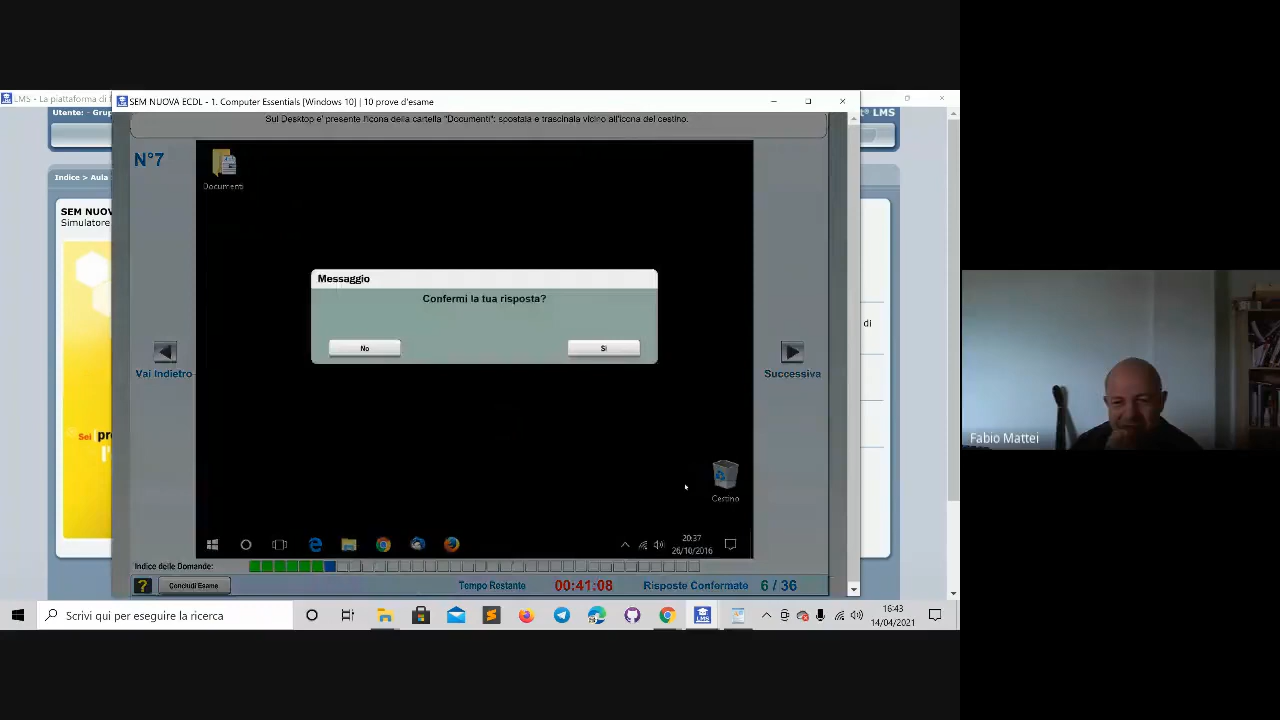 LMS - La piattaforma di f
SEM NUOVA ECDL - 1. Computer Essentials [Windows 10] | 10 prove d'esame
Utente: - Grup
® LMS
Sul Desktop e' presente l'icona della cartella "Documenti": spostala e trascinala vicino all'icona del cestino.
N°7
Documenti
Indice > Aula
SEM NUOV
Simulatore
Messaggio
Confermi la tua risposta?
No
Si
di
Vai Indietro
Successiva
Sei pro
l'
Fabio Mattei
Cestino
20:37
26/10/2016
Indice delle Domande:
Concludi Esame
Tempo Restante
00:41:08
Risposte Confermate
6 / 36
Scrivi qui per eseguire la ricerca
LMS
16:43
14/04/2021